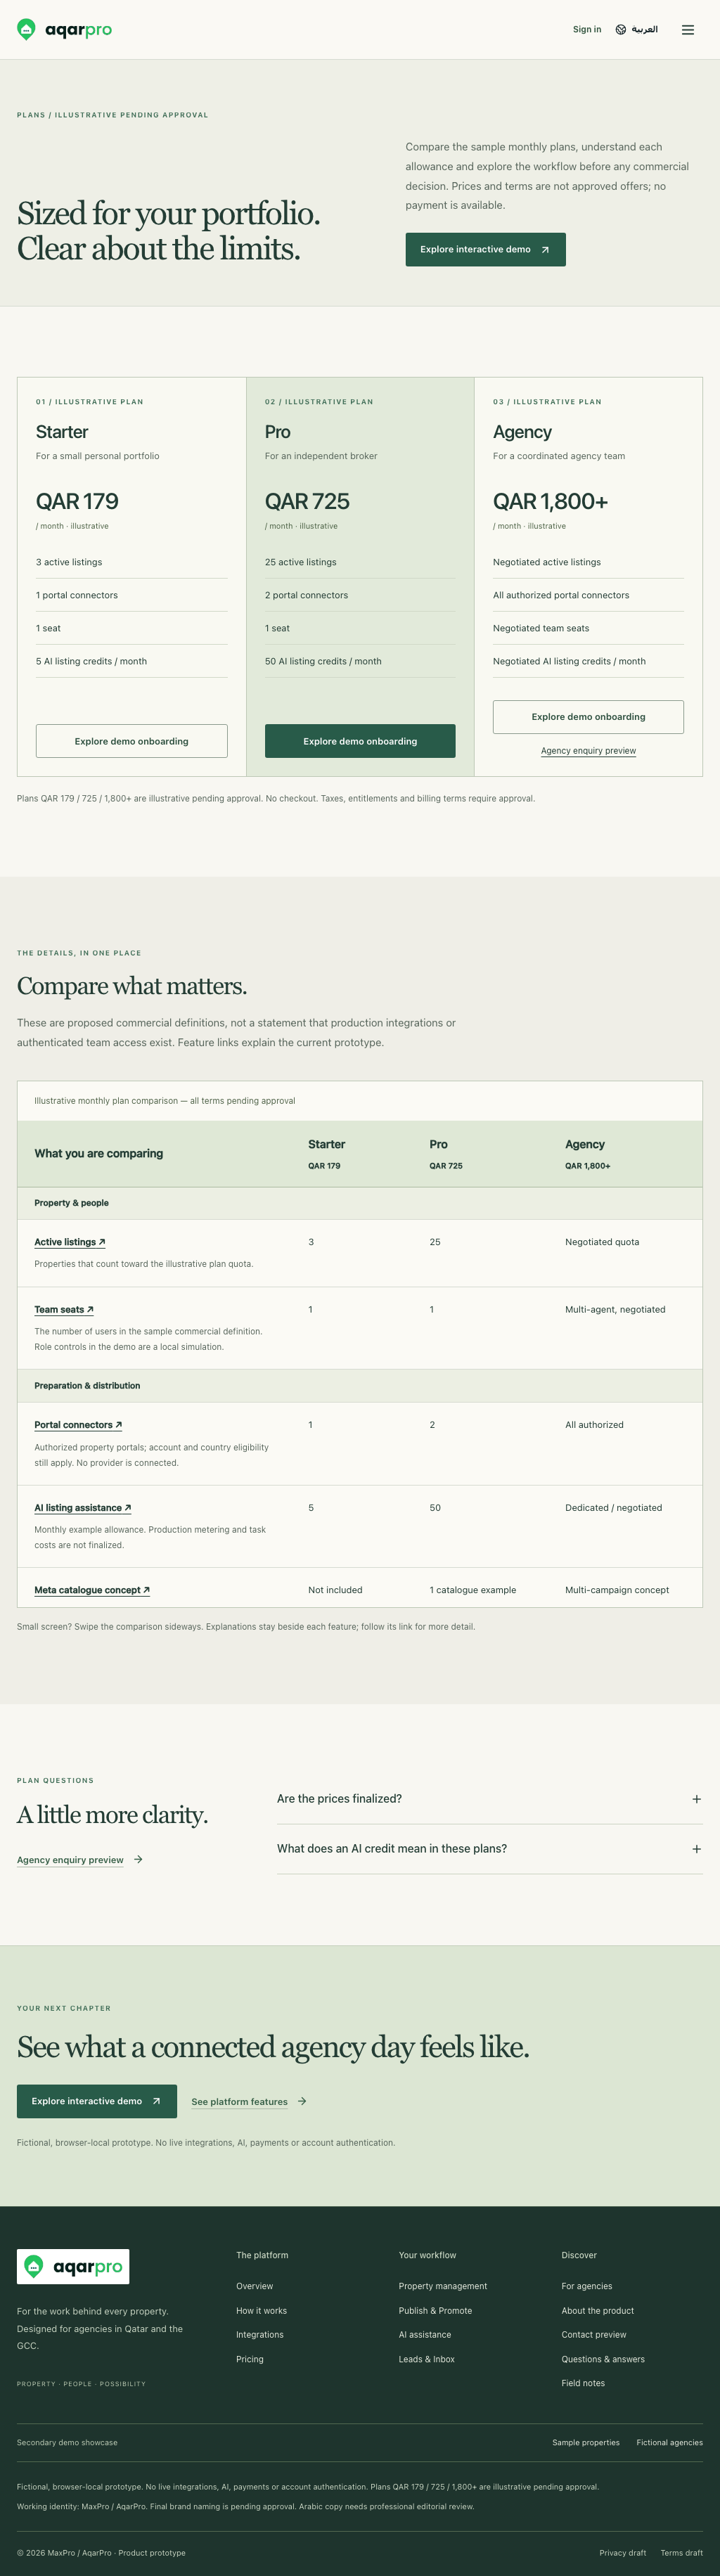 aqarpro
Sign in
العربية
PLANS / ILLUSTRATIVE PENDING APPROVAL
Sized for your portfolio.
Clear about the limits.
Compare the sample monthly plans, understand each
allowance and explore the workflow before any commercial
decision. Prices and terms are not approved offers; no
payment is available.
Explore interactive demo
01 / ILLUSTRATIVE PLAN
Starter
For a small personal portfolio
QAR 179
/ month · illustrative
3 active listings
1 portal connectors
1 seat
5 AI listing credits / month
Explore demo onboarding
02 / ILLUSTRATIVE PLAN
Pro
For an independent broker
QAR 725
/ month · illustrative
25 active listings
2 portal connectors
1 seat
50 AI listing credits / month
Explore demo onboarding
03 / ILLUSTRATIVE PLAN
Agency
For a coordinated agency team
QAR 1,800+
/ month · illustrative
Negotiated active listings
All authorized portal connectors
Negotiated team seats
Negotiated AI listing credits / month
Explore demo onboarding
Agency enquiry preview
Plans QAR 179 / 725 / 1,800+ are illustrative pending approval. No checkout. Taxes, entitlements and billing terms require approval.
THE DETAILS, IN ONE PLACE
Compare what matters.
These are proposed commercial definitions, not a statement that production integrations or
authenticated team access exist. Feature links explain the current prototype.
Illustrative monthly plan comparison — all terms pending approval
What you are comparing
Starter
QAR 179
Pro
QAR 725
Agency
QAR 1,800+
Property & people
Active listings ↗
Properties that count toward the illustrative plan quota.
3
25
Negotiated quota
Team seats ↗
The number of users in the sample commercial definition.
Role controls in the demo are a local simulation.
1
1
Multi-agent, negotiated
Preparation & distribution
Portal connectors ↗
Authorized property portals; account and country eligibility
still apply. No provider is connected.
1
2
All authorized
AI listing assistance ↗
Monthly example allowance. Production metering and task
costs are not finalized.
5
50
Dedicated / negotiated
Meta catalogue concept ↗
Not included
1 catalogue example
Multi-campaign concept
Small screen? Swipe the comparison sideways. Explanations stay beside each feature; follow its link for more detail.
PLAN QUESTIONS
A little more clarity.
Agency enquiry preview →
Are the prices finalized?
What does an AI credit mean in these plans?
YOUR NEXT CHAPTER
See what a connected agency day feels like.
Explore interactive demo
See platform features →
Fictional, browser-local prototype. No live integrations, AI, payments or account authentication.
aqarpro
For the work behind every property.
Designed for agencies in Qatar and the
GCC.
PROPERTY · PEOPLE · POSSIBILITY
The platform
Overview
How it works
Integrations
Pricing
Your workflow
Property management
Publish & Promote
AI assistance
Leads & Inbox
Discover
For agencies
About the product
Contact preview
Questions & answers
Field notes
Secondary demo showcase
Sample properties
Fictional agencies
Fictional, browser-local prototype. No live integrations, AI, payments or account authentication. Plans QAR 179 / 725 / 1,800+ are illustrative pending approval.
Working identity: MaxPro / AqarPro. Final brand naming is pending approval. Arabic copy needs professional editorial review.
© 2026 MaxPro / AqarPro · Product prototype
Privacy draft
Terms draft